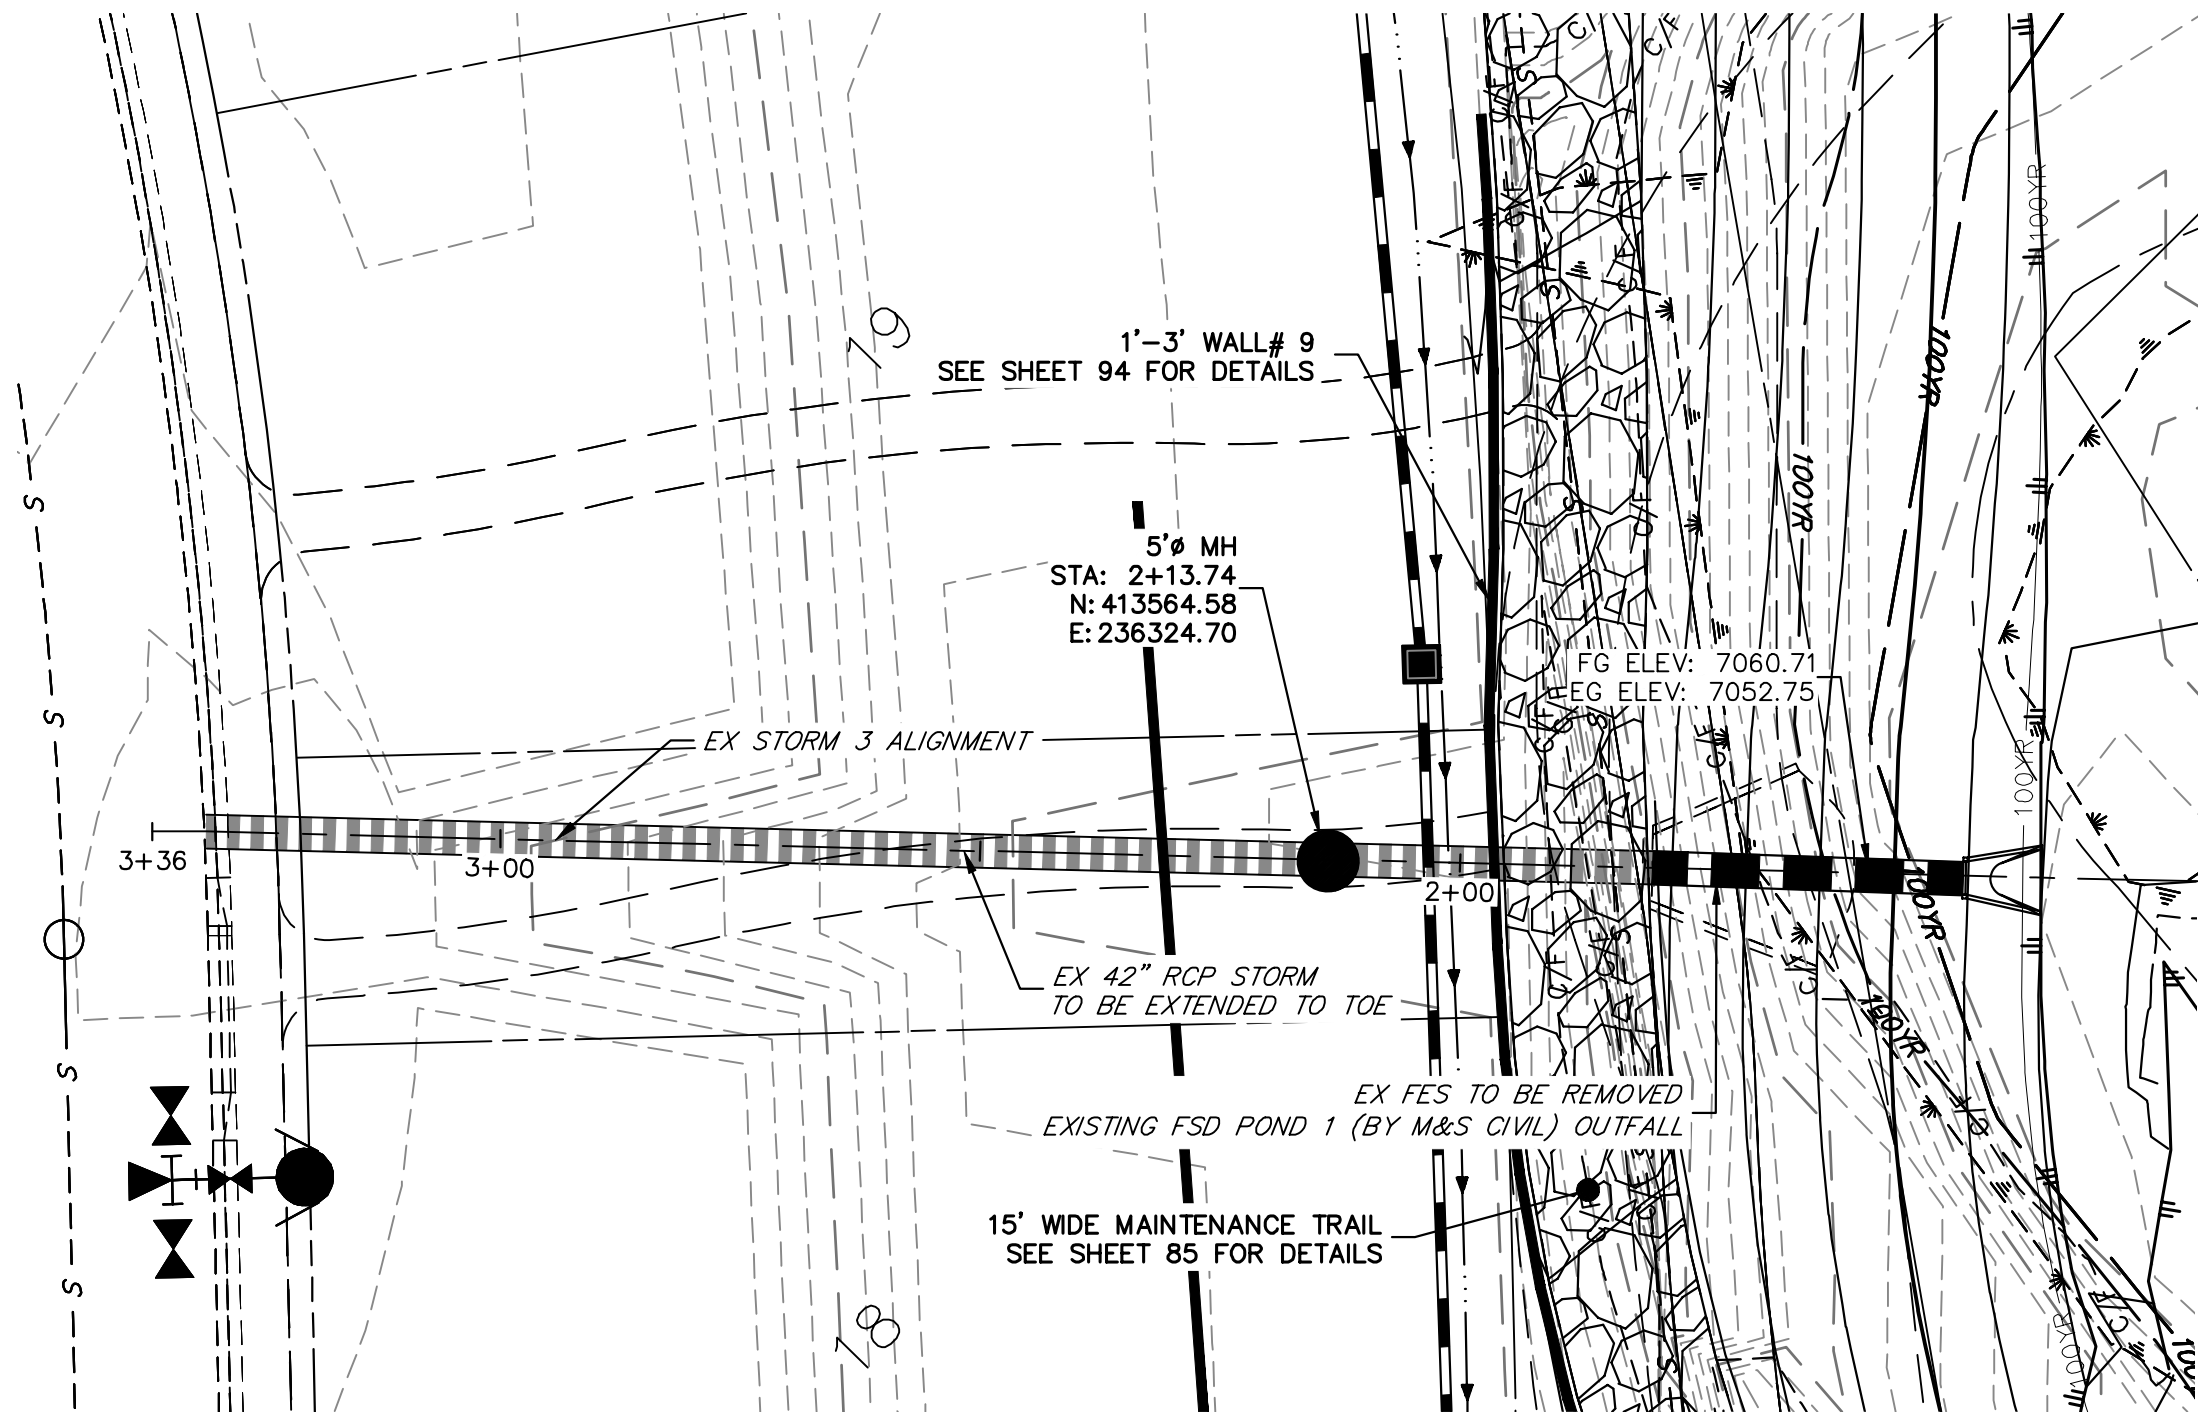 100YR
19
1'-3' WALL# 9
SEE SHEET 94 FOR DETAILS
100YR
100YR
S
5'ø MH
STA: 2+13.74
N: 413564.58
E: 236324.70
FG ELEV: 7060.71
EG ELEV: 7052.75
S
EX STORM 3 ALIGNMENT
100YR
3+36
3+00
2+00
100YR
EX 42" RCP STORM
TO BE EXTENDED TO TOE
100YR
S
EX FES TO BE REMOVED
EXISTING FSD POND 1 (BY M&S CIVIL) OUTFALL
15' WIDE MAINTENANCE TRAIL
SEE SHEET 85 FOR DETAILS
S
18
100YR
C/F
C/F
C/F
C/F
C/F
C/F
C/F
S
S
S
S
S